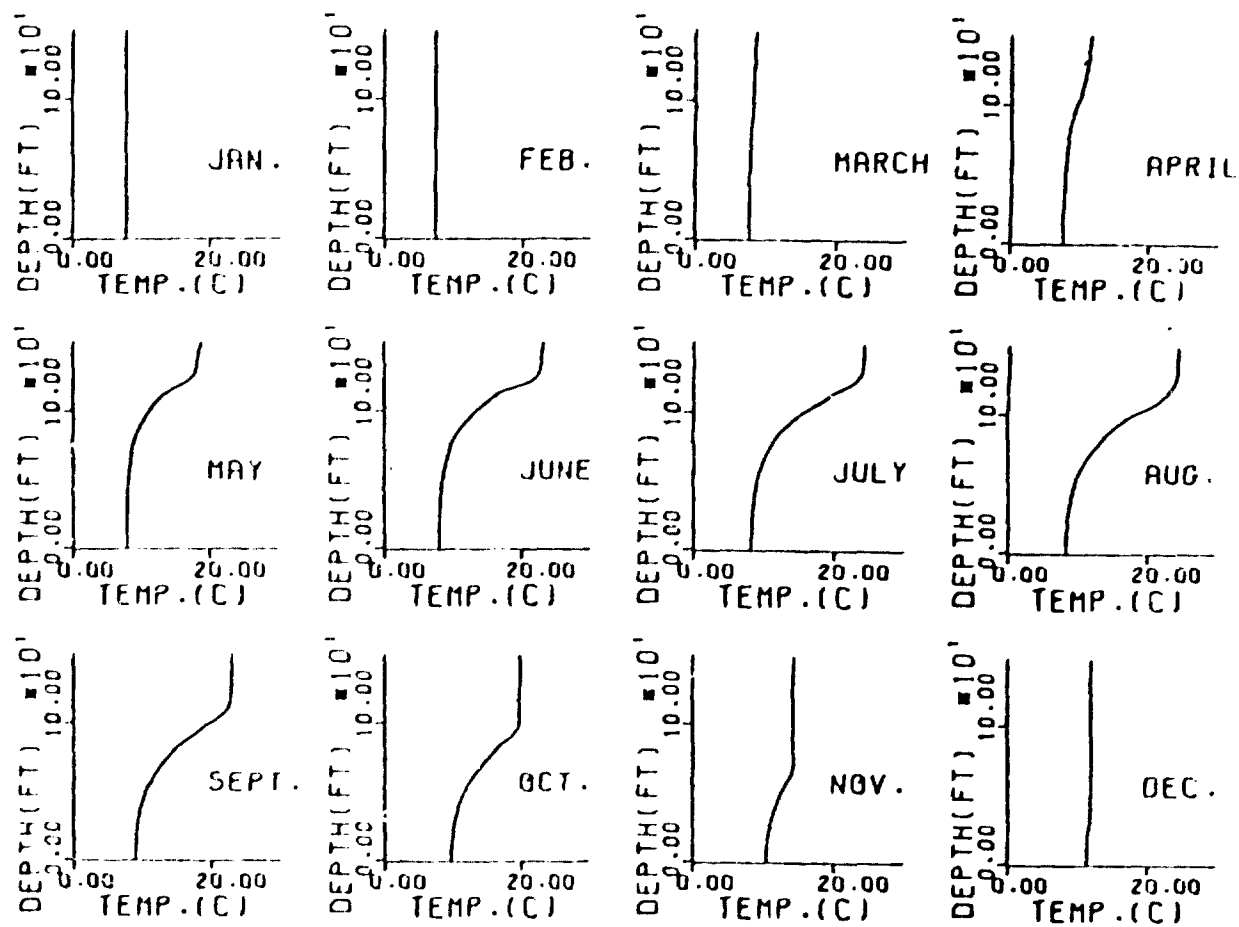 DEPTH(FT) *10¹
10.00
0.00
JAN.
0.00 20.00
TEMP.(C)
DEPTH(FT) *10¹
10.00
0.00
FEB.
0.00 20.00
TEMP.(C)
DEPTH(FT) *10¹
10.00
0.00
MARCH
0.00 20.00
TEMP.(C)
DEPTH(FT) *10¹
10.00
0.00
APRIL
0.00 20.00
TEMP.(C)
DEPTH(FT) *10¹
10.00
0.00
MAY
0.00 20.00
TEMP.(C)
DEPTH(FT) *10¹
10.00
0.00
JUNE
0.00 20.00
TEMP.(C)
DEPTH(FT) *10¹
10.00
0.00
JULY
0.00 20.00
TEMP.(C)
DEPTH(FT) *10¹
10.00
0.00
AUG.
0.00 20.00
TEMP.(C)
DEPTH(FT) *10¹
10.00
0.00
SEPT.
0.00 20.00
TEMP.(C)
DEPTH(FT) *10¹
10.00
0.00
OCT.
0.00 20.00
TEMP.(C)
DEPTH(FT) *10¹
10.00
0.00
NOV.
0.00 20.00
TEMP.(C)
DEPTH(FT) *10¹
10.00
0.00
DEC.
0.00 20.00
TEMP.(C)